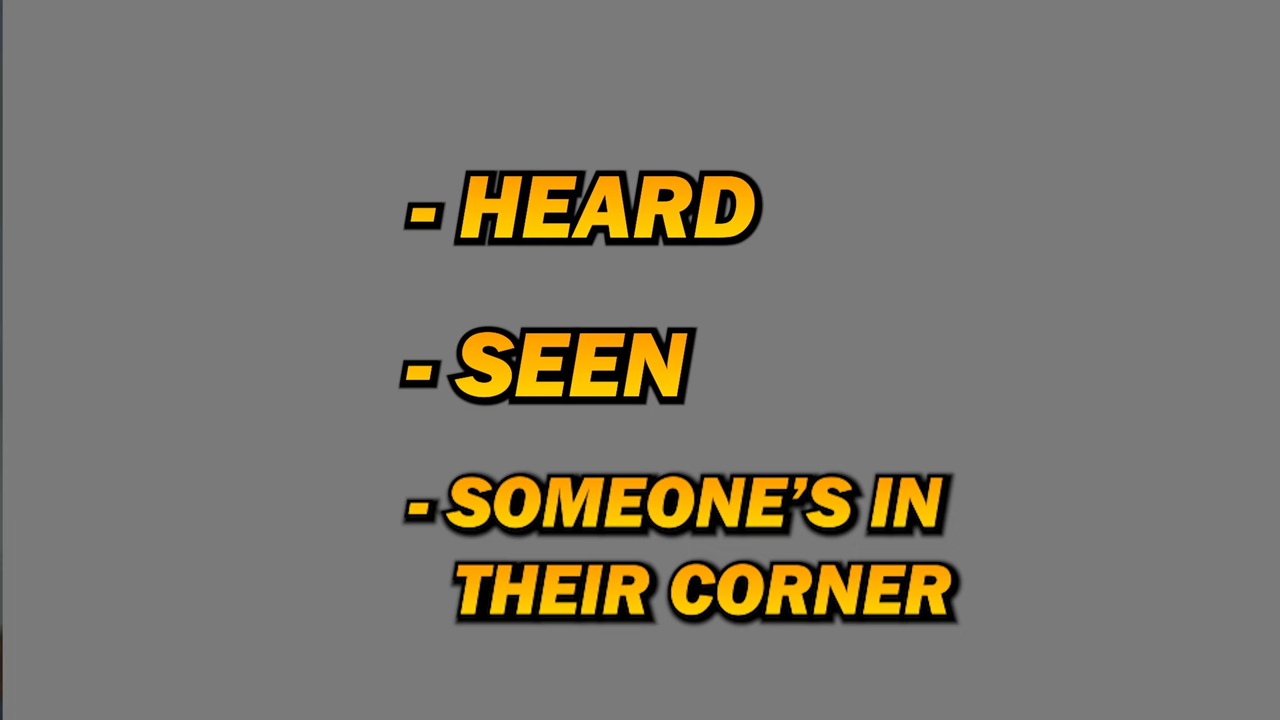 - HEARD
- SEEN
- SOMEONE’S IN
THEIR CORNER